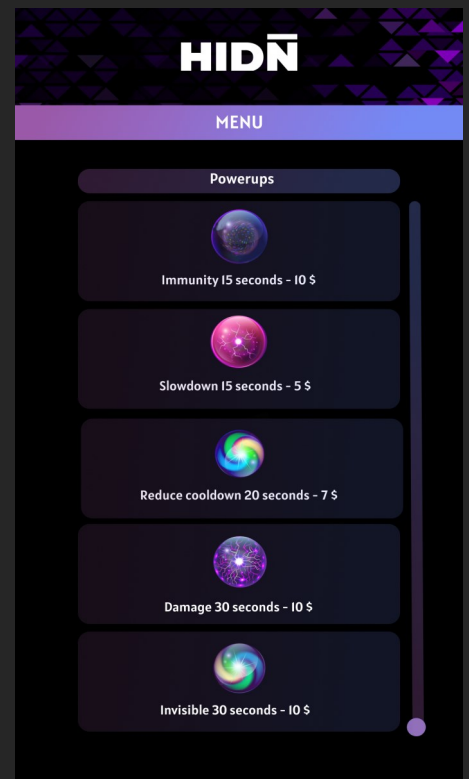 HIDN̅
MENU
Powerups
Immunity 15 seconds - 10 $
Slowdown 15 seconds - 5 $
Reduce cooldown 20 seconds - 7 $
Damage 30 seconds - 10 $
Invisible 30 seconds - 10 $